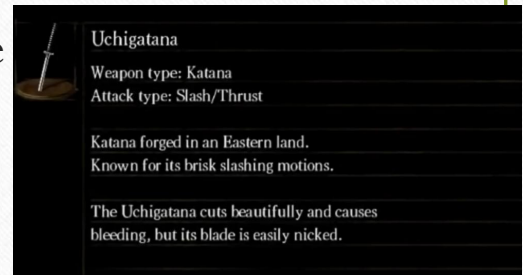 e
Uchigatana
Weapon type: Katana
Attack type: Slash/Thrust
Katana forged in an Eastern land.
Known for its brisk slashing motions.
The Uchigatana cuts beautifully and causes
bleeding, but its blade is easily nicked.